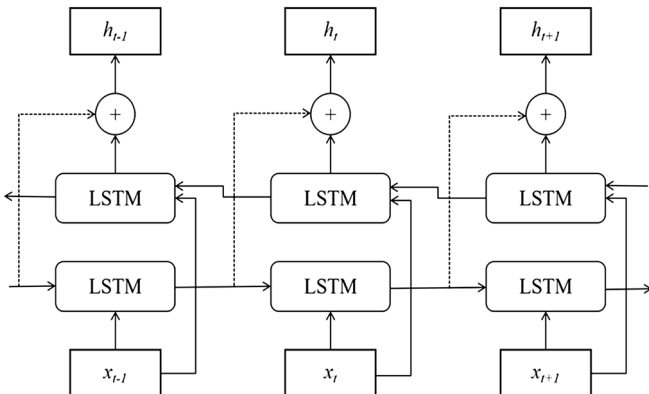 h_{t-1} h_t h_{t+1}
+ + +
LSTM LSTM LSTM
LSTM LSTM LSTM
x_{t-1} x_t x_{t+1}